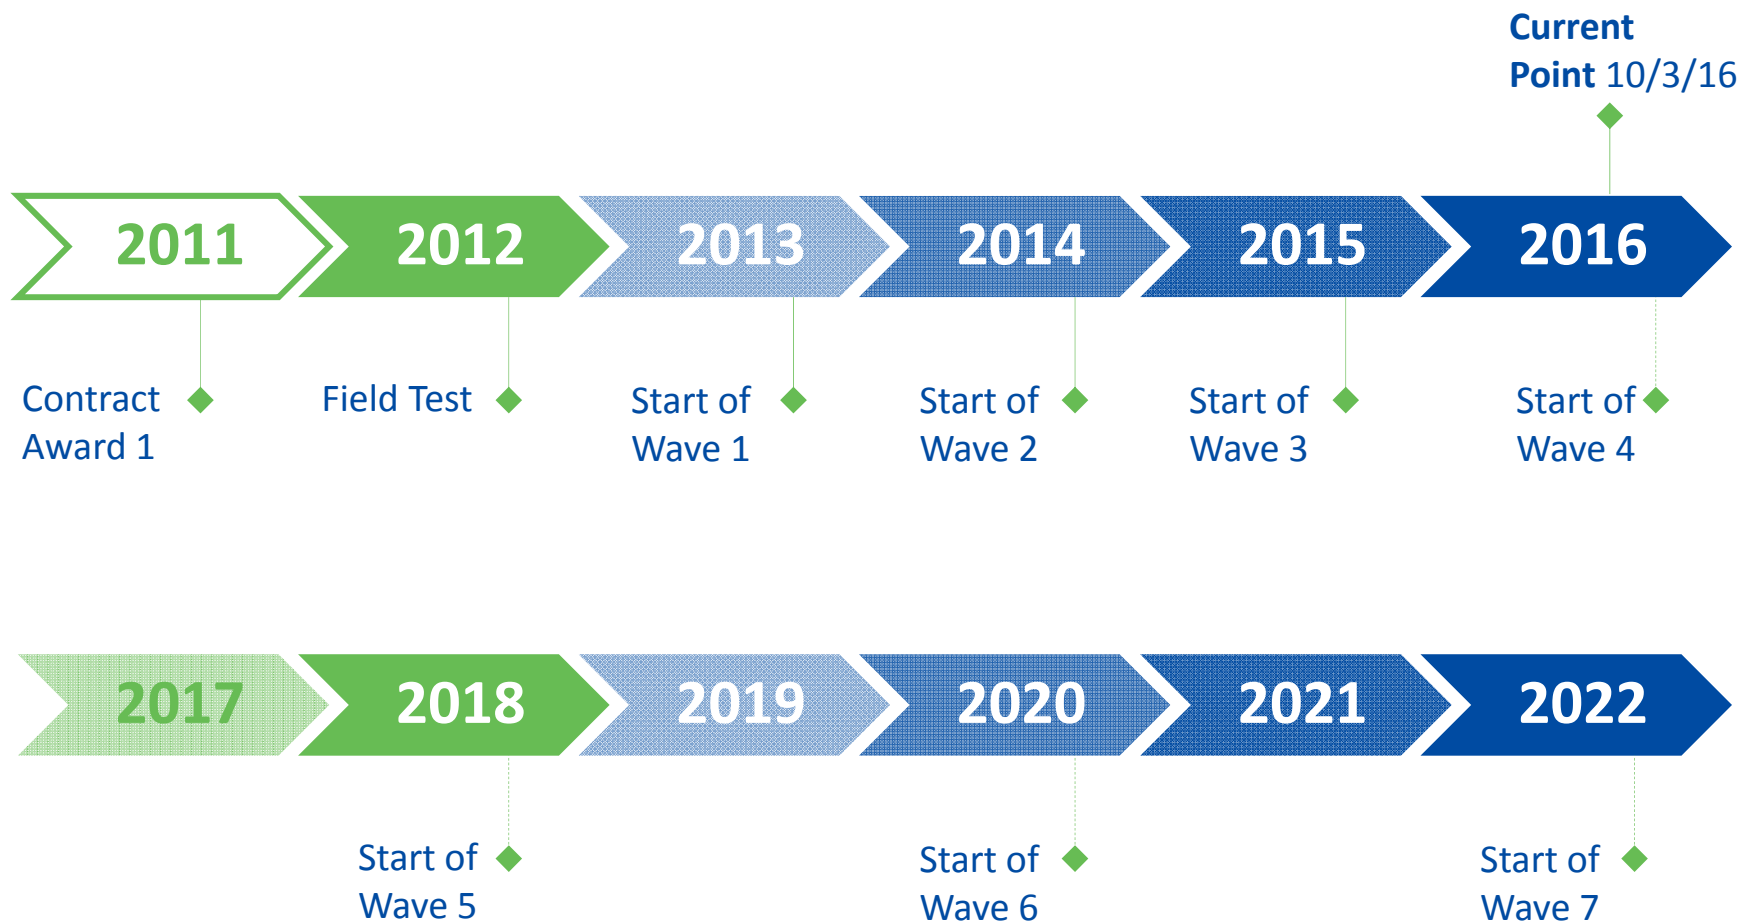 Current
Point 10/3/16
2011
2012
2013
2014
2015
2016
Contract
Award 1
Field Test
Start of
Wave 1
Start of
Wave 2
Start of
Wave 3
Start of
Wave 4
2017
2018
2019
2020
2021
2022
Start of
Wave 5
Start of
Wave 6
Start of
Wave 7